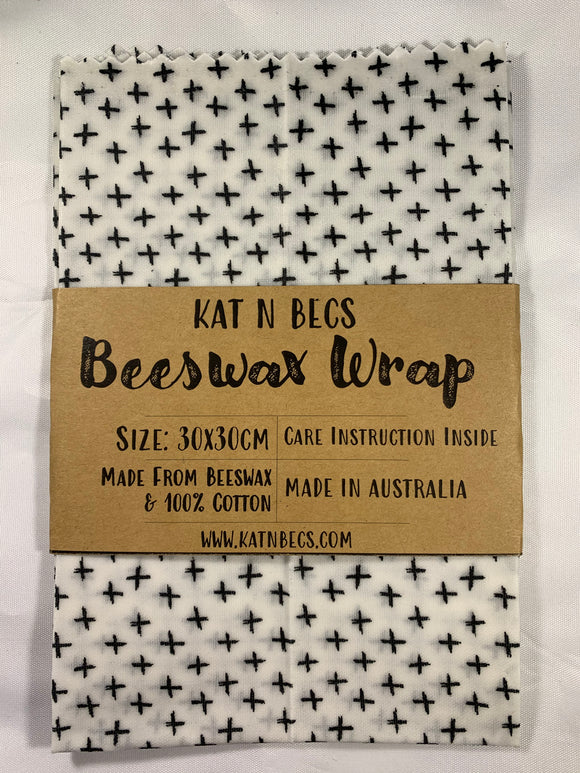 KAT N BECS
Beeswax Wrap
SIZE: 30X30CM
CARE INSTRUCTION INSIDE
MADE FROM BEESWAX
& 100% COTTON
MADE IN AUSTRALIA
WWW.KATNBECS.COM